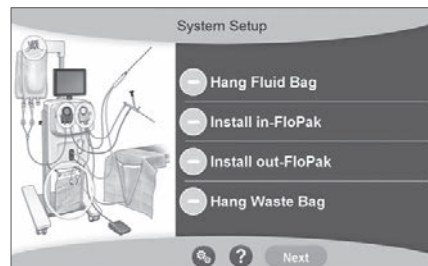 System Setup
Hang Fluid Bag
Install in-FloPak
Install out-FloPak
Hang Waste Bag
?
Next